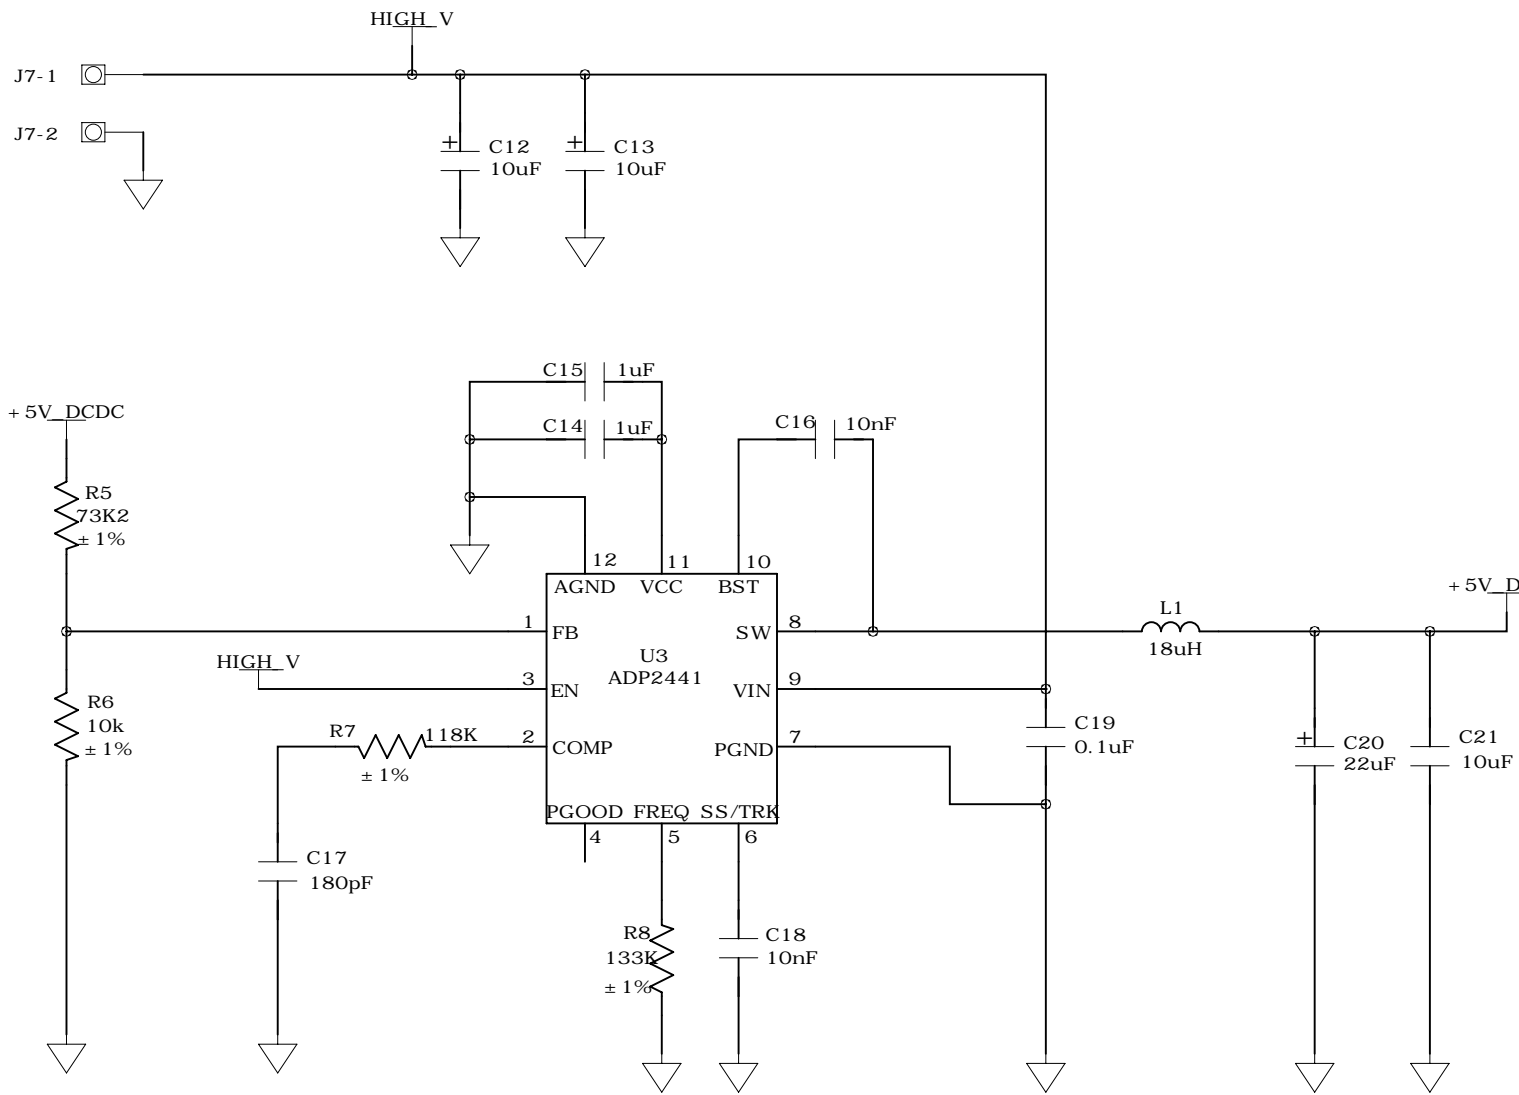 HIGH_V
J7-1
J7-2
+
C12
10uF
+
C13
10uF
C15
1uF
C14
1uF
C16
10nF
+5V_DCDC
R5
73K2
±1%
12
11
10
AGND
VCC
BST
1
FB
SW
8
U3
ADP2441
HIGH_V
3
EN
VIN
9
R7
118K
±1%
2
COMP
PGND
7
PGOOD
FREQ
SS/TRK
4
5
6
R6
10k
±1%
L1
18uH
+5V_D
C19
0.1uF
+
C20
22uF
C21
10uF
C17
180pF
R8
133K
±1%
C18
10nF